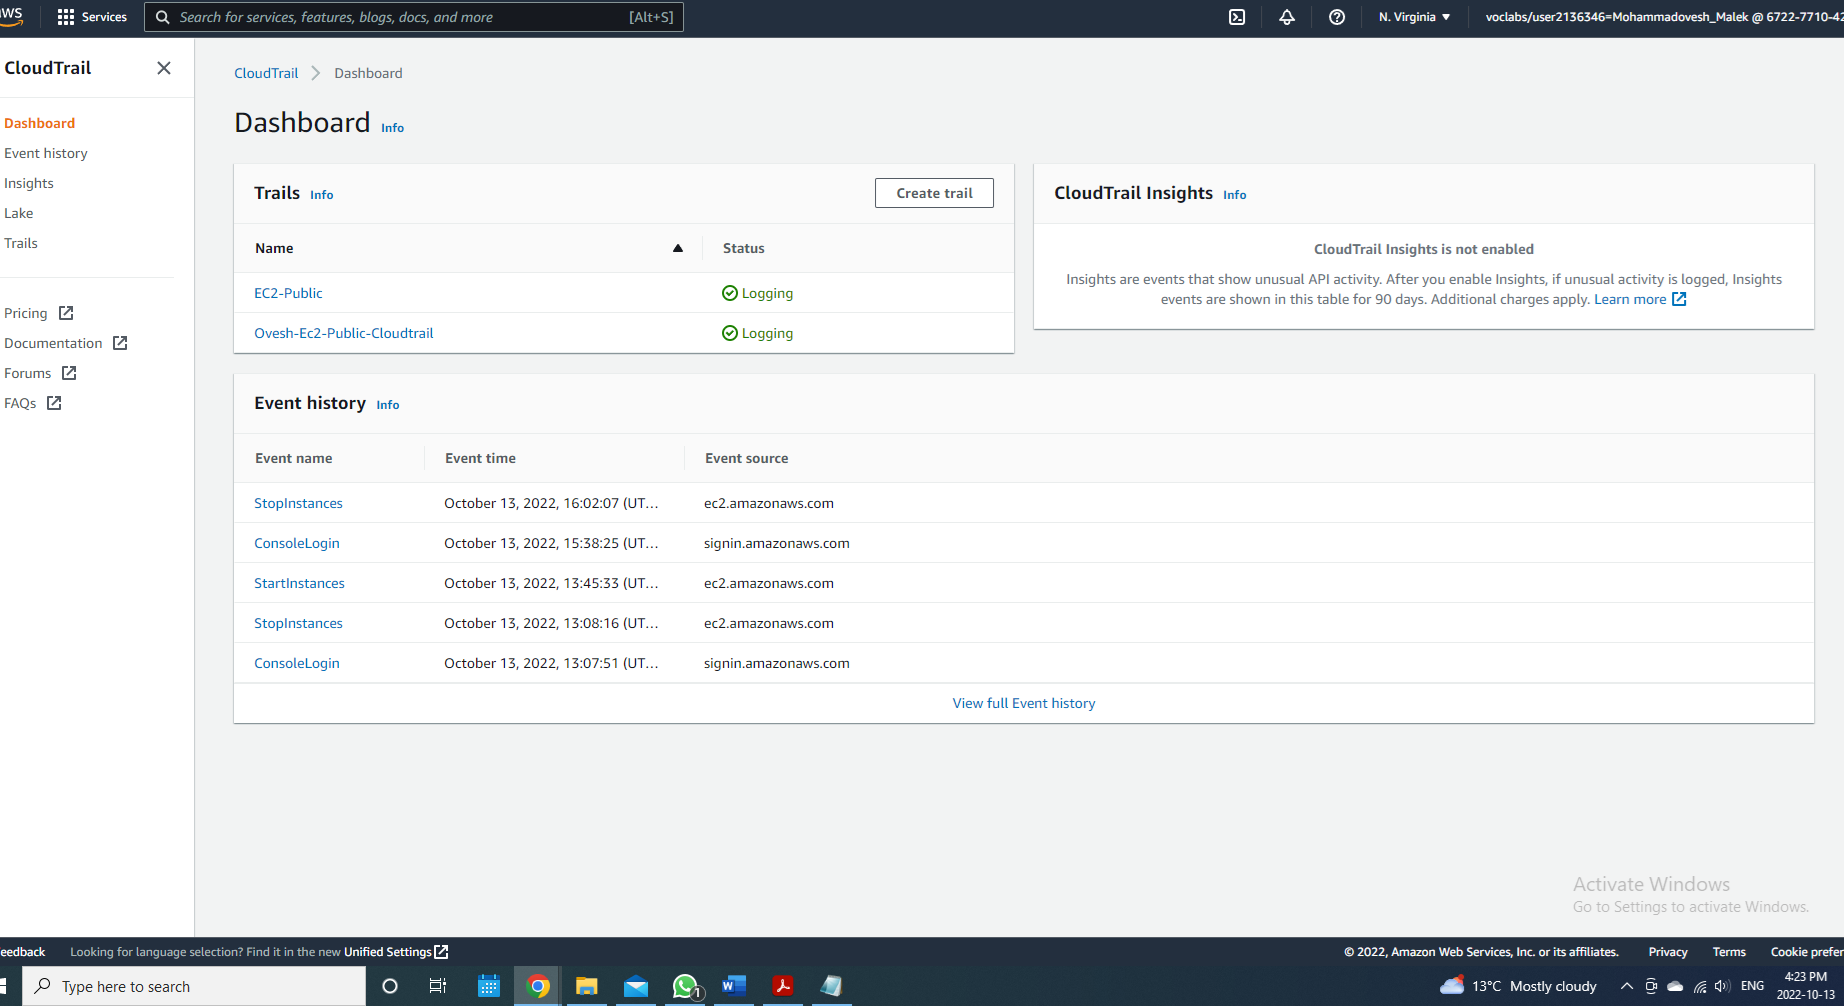 aws Services Search for services, features, blogs, docs, and more [Alt+S] N. Virginia voclabs/user2136346=Mohammadovesh_Malek @ 6722-7710-42
CloudTrail
Dashboard
Event history
Insights
Lake
Trails
Pricing
Documentation
Forums
FAQs
CloudTrail Dashboard
Dashboard Info
Trails Info Create trail
Name Status
EC2-Public Logging
Ovesh-Ec2-Public-Cloudtrail Logging
CloudTrail Insights Info
CloudTrail Insights is not enabled
Insights are events that show unusual API activity. After you enable Insights, if unusual activity is logged, Insights
events are shown in this table for 90 days. Additional charges apply. Learn more
Event history Info
Event name Event time Event source
StopInstances October 13, 2022, 16:02:07 (UT... ec2.amazonaws.com
ConsoleLogin October 13, 2022, 15:38:25 (UT... signin.amazonaws.com
StartInstances October 13, 2022, 13:45:33 (UT... ec2.amazonaws.com
StopInstances October 13, 2022, 13:08:16 (UT... ec2.amazonaws.com
ConsoleLogin October 13, 2022, 13:07:51 (UT... signin.amazonaws.com
View full Event history
Activate Windows
Go to Settings to activate Windows.
eedback Looking for language selection? Find it in the new Unified Settings © 2022, Amazon Web Services, Inc. or its affiliates. Privacy Terms Cookie prefer
Type here to search 1 13°C Mostly cloudy ENG 4:23 PM
2022-10-13